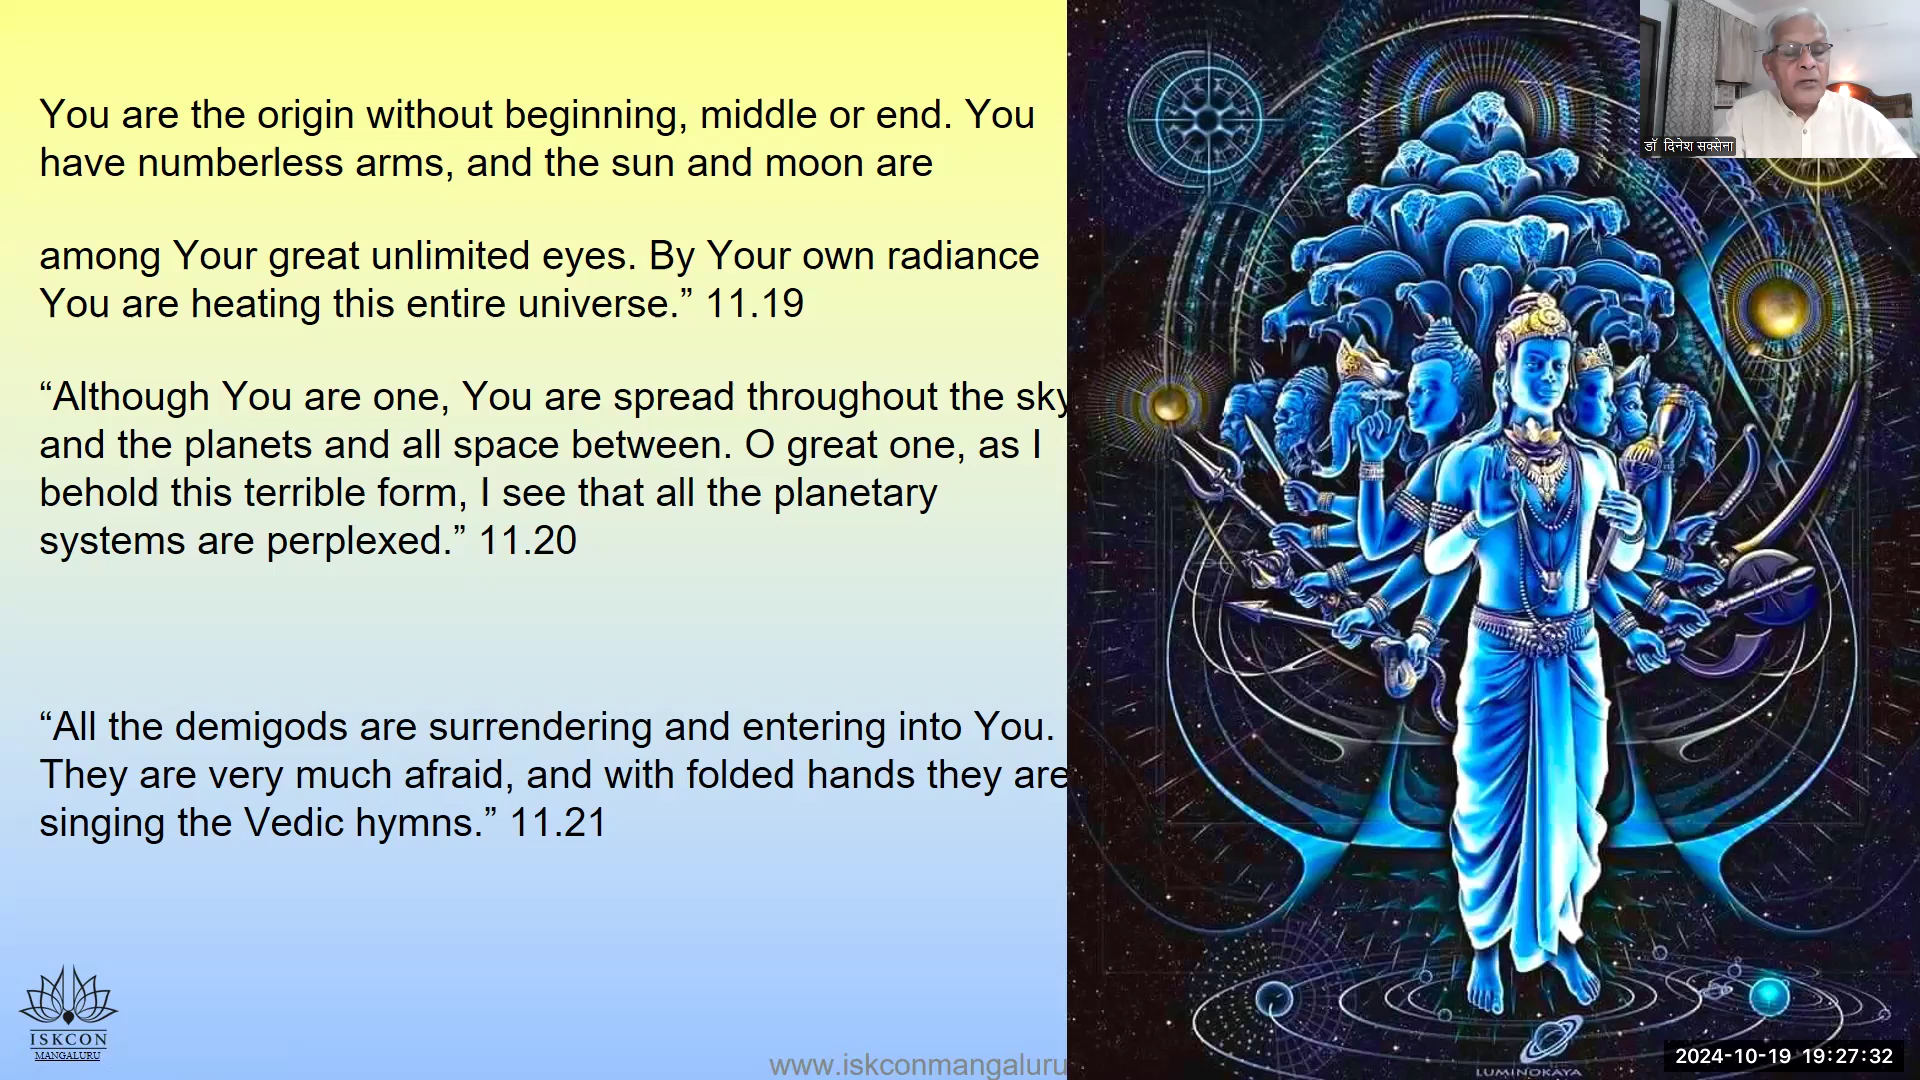 You are the origin without beginning, middle or end. You
have numberless arms, and the sun and moon are
among Your great unlimited eyes. By Your own radiance
You are heating this entire universe.” 11.19
“Although You are one, You are spread throughout the sky
and the planets and all space between. O great one, as I
behold this terrible form, I see that all the planetary
systems are perplexed.” 11.20
“All the demigods are surrendering and entering into You.
They are very much afraid, and with folded hands they are
singing the Vedic hymns.” 11.21
ISKCON
MANGALURU
www.iskconmangaluru
डॉ दिनेश सक्सेना
LUMINOKAYA
2024-10-19 19:27:32